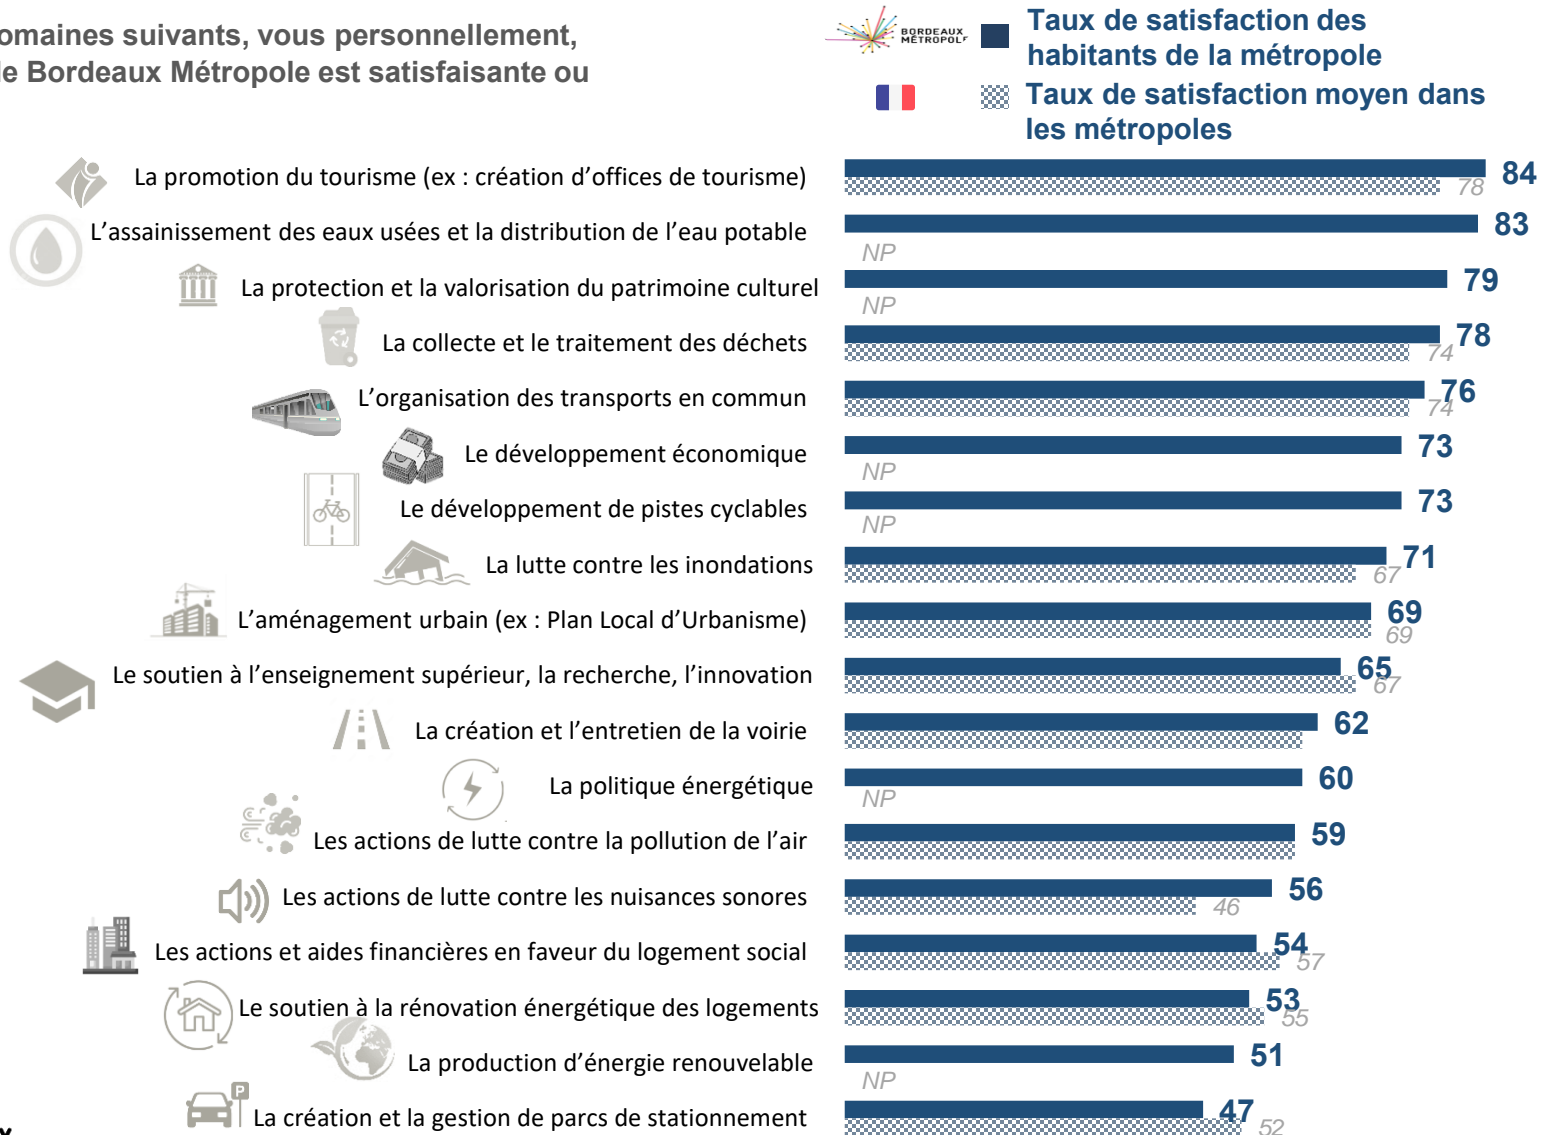 omaines suivants, vous personnellement,
de Bordeaux Métropole est satisfaisante ou
BORDEAUX
MÉTROPOLE
Taux de satisfaction des
habitants de la métropole
Taux de satisfaction moyen dans
les métropoles
La promotion du tourisme (ex : création d’offices de tourisme)
84
78
L’assainissement des eaux usées et la distribution de l’eau potable
83
NP
La protection et la valorisation du patrimoine culturel
79
NP
La collecte et le traitement des déchets
78
74
L’organisation des transports en commun
76
74
Le développement économique
73
NP
Le développement de pistes cyclables
73
NP
La lutte contre les inondations
71
67
L’aménagement urbain (ex : Plan Local d’Urbanisme)
69
69
Le soutien à l’enseignement supérieur, la recherche, l’innovation
65
67
La création et l’entretien de la voirie
62
La politique énergétique
60
NP
Les actions de lutte contre la pollution de l’air
59
Les actions de lutte contre les nuisances sonores
56
46
Les actions et aides financières en faveur du logement social
54
57
Le soutien à la rénovation énergétique des logements
53
55
La production d’énergie renouvelable
51
NP
P
La création et la gestion de parcs de stationnement
47
52